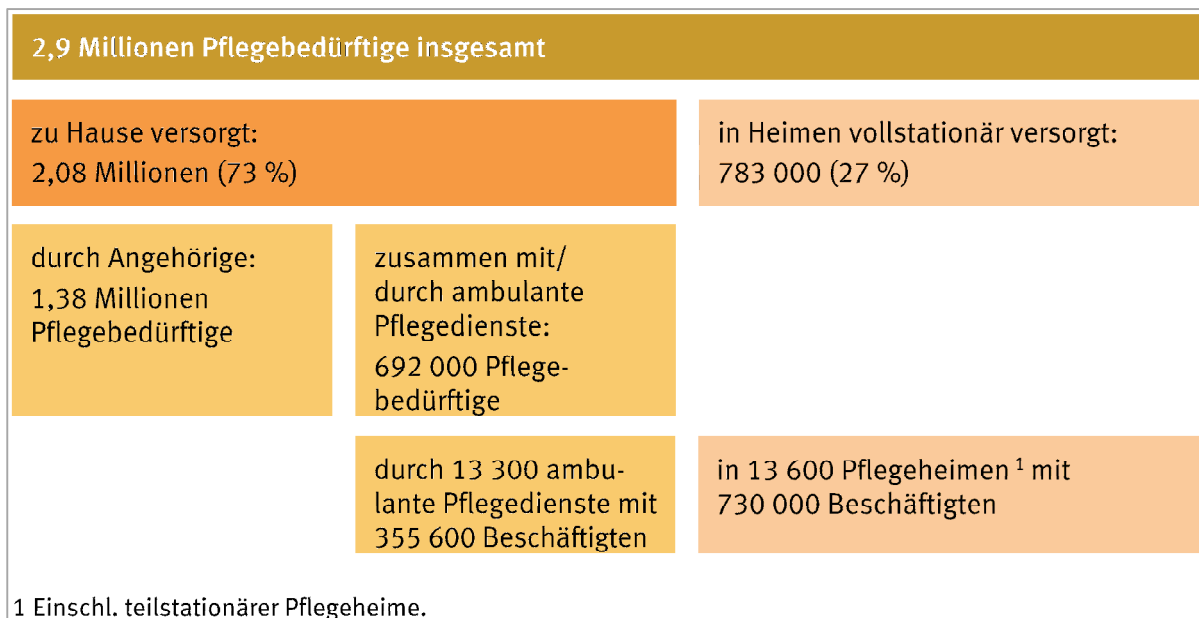 2,9 Millionen Pflegebedürftige insgesamt
zu Hause versorgt:
2,08 Millionen (73 %)
in Heimen vollstationär versorgt:
783 000 (27 %)
durch Angehörige:
1,38 Millionen
Pflegebedürftige
zusammen mit/
durch ambulante
Pflegedienste:
692 000 Pflege-
bedürftige
durch 13 300 ambu-
lante Pflegedienste mit
355 600 Beschäftigten
in 13 600 Pflegeheimen ¹ mit
730 000 Beschäftigten
1 Einschl. teilstationärer Pflegeheime.